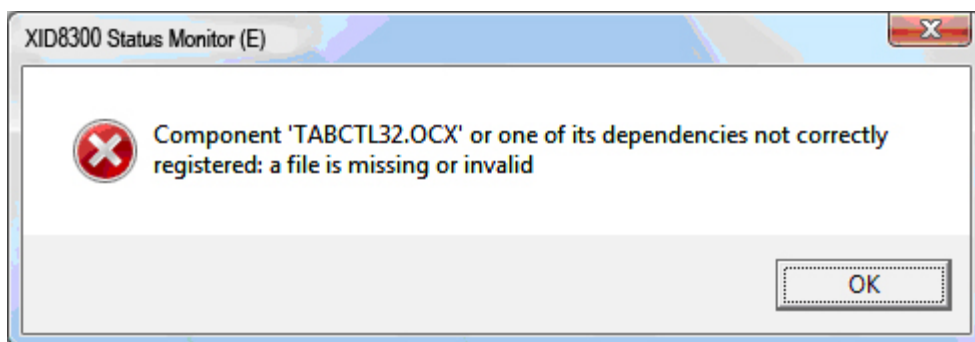 XID8300 Status Monitor (E)
Component 'TABCTL32.OCX' or one of its dependencies not correctly
registered: a file is missing or invalid
OK